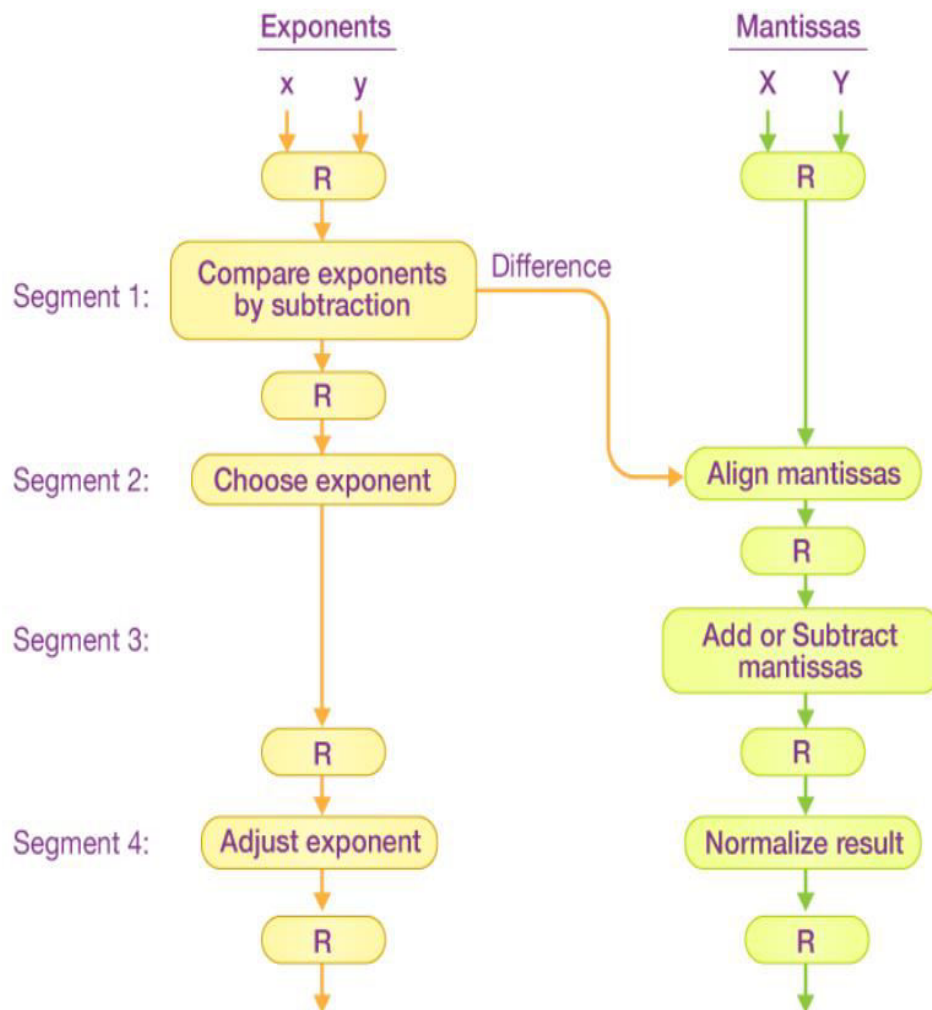 Exponents Mantissas
x y X Y
R R
Compare exponents
by subtraction
Difference
Segment 1:
R
Segment 2: Choose exponent Align mantissas
R
Segment 3: Add or Subtract
mantissas
R R
Segment 4: Adjust exponent Normalize result
R R